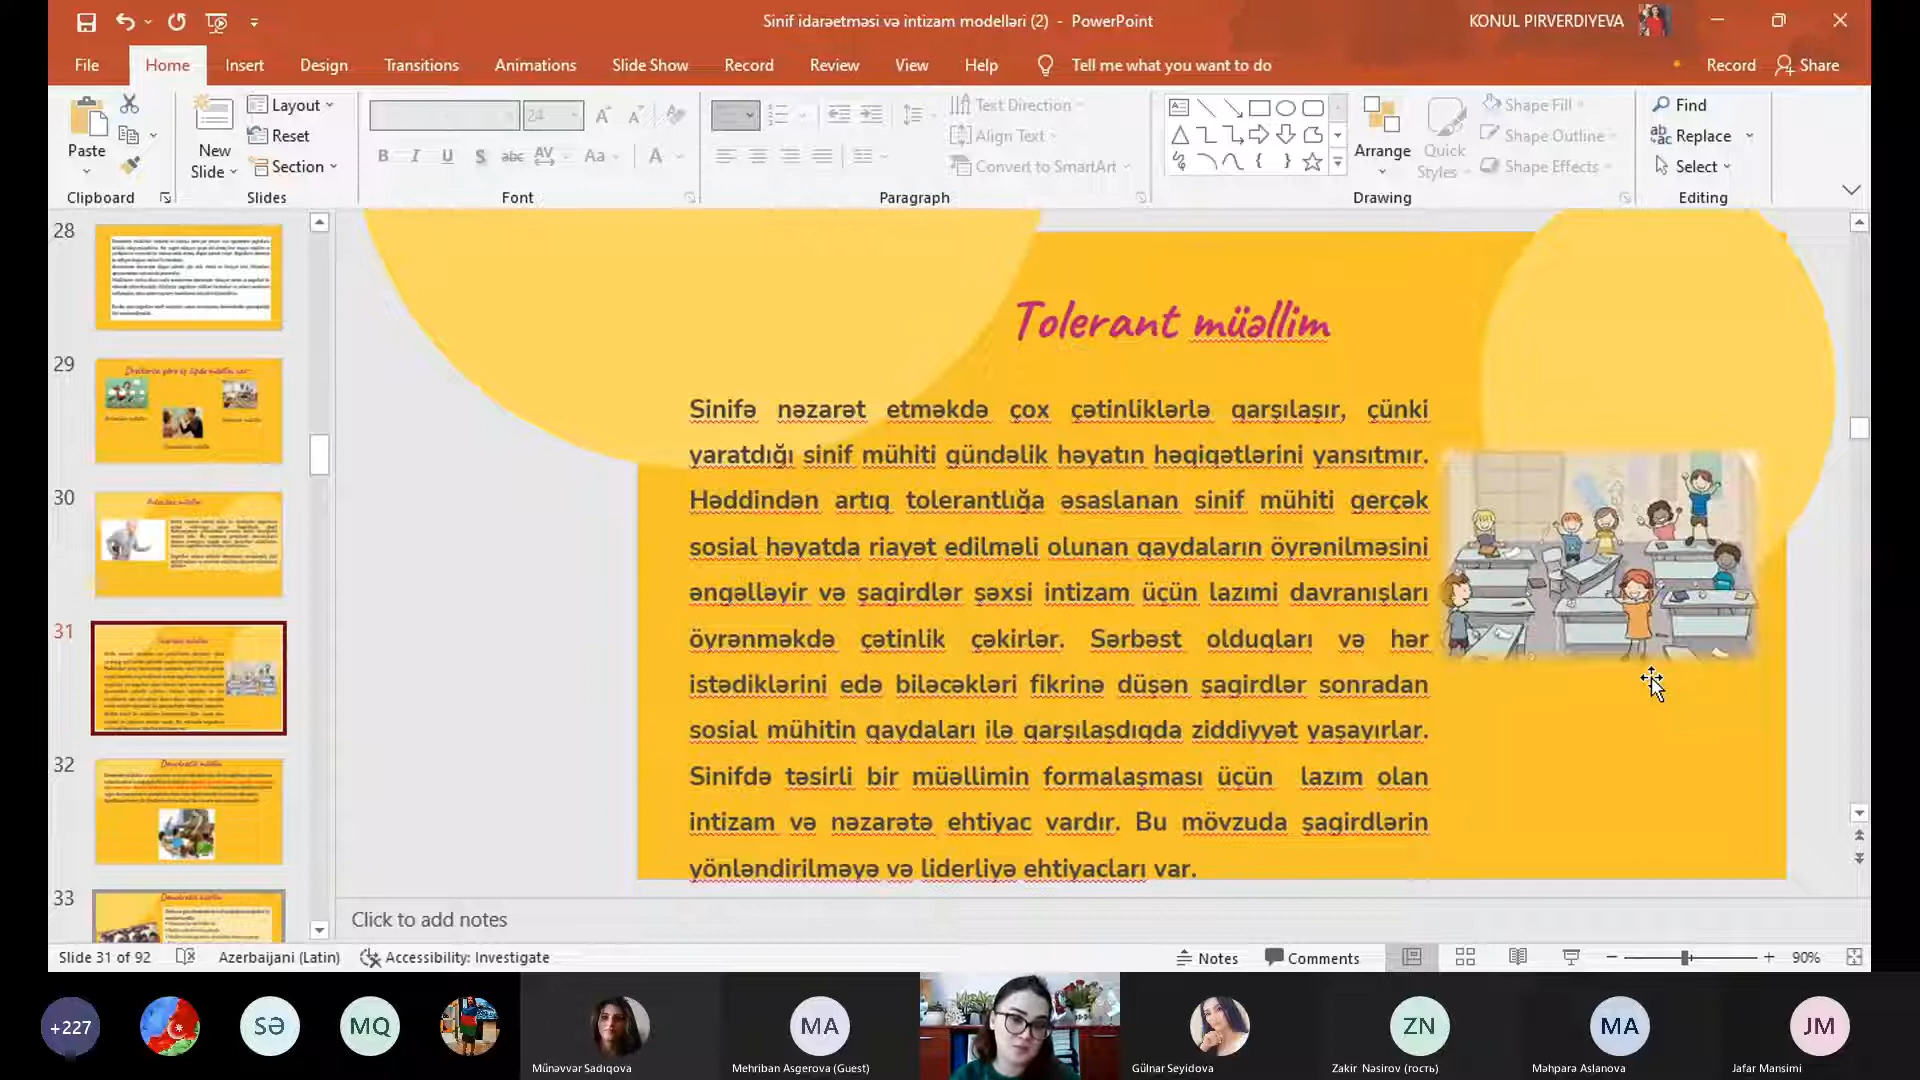 Sinif idarəetməsi və intizam modelləri (2) - PowerPoint
KONUL PIRVERDIYEVA
File Home Insert Design Transitions Animations Slide Show Record Review View Help Tell me what you want to do Record Share
Paste
Clipboard
New Slide
Layout
Reset
Section
Slides
24
B I U S abc AV Aa A
Font
Text Direction
Align Text
Convert to SmartArt
Paragraph
Arrange
Quick Styles
Shape Fill
Shape Outline
Shape Effects
Drawing
Find
Replace
Select
Editing
28
29
30
31
32
33
Tolerant müəllim
Sinifə nəzarət etməkdə çox çətinliklərlə qarşılaşır, çünki
yaratdığı sinif mühiti gündəlik həyatın həqiqətlərini yansıtmır.
Həddindən artıq tolerantlığa əsaslanan sinif mühiti gerçək
sosial həyatda riayət edilməli olunan qaydaların öyrənilməsini
əngəlləyir və şagirdlər şəxsi intizam üçün lazımi davranışları
öyrənməkdə çətinlik çəkirlər. Sərbəst olduqları və hər
istədiklərini edə biləcəkləri fikrinə düşən şagirdlər sonradan
sosial mühitin qaydaları ilə qarşılaşdıqda ziddiyyət yaşayırlar.
Sinifdə təsirli bir müəllimin formalaşması üçün lazım olan
intizam və nəzarətə ehtiyac vardır. Bu mövzuda şagirdlərin
yönləndirilməyə və liderliyə ehtiyacları var.
Click to add notes
Slide 31 of 92 Azerbaijani (Latin) Accessibility: Investigate Notes Comments 90%
+227 SƏ MQ MA ZN MA JM
Münəvvər Sadıqova Mehriban Asgerova (Guest) Gülnar Seyidova Zakir Nəsirov (гость) Məhparə Aslanova Jafar Mansimi